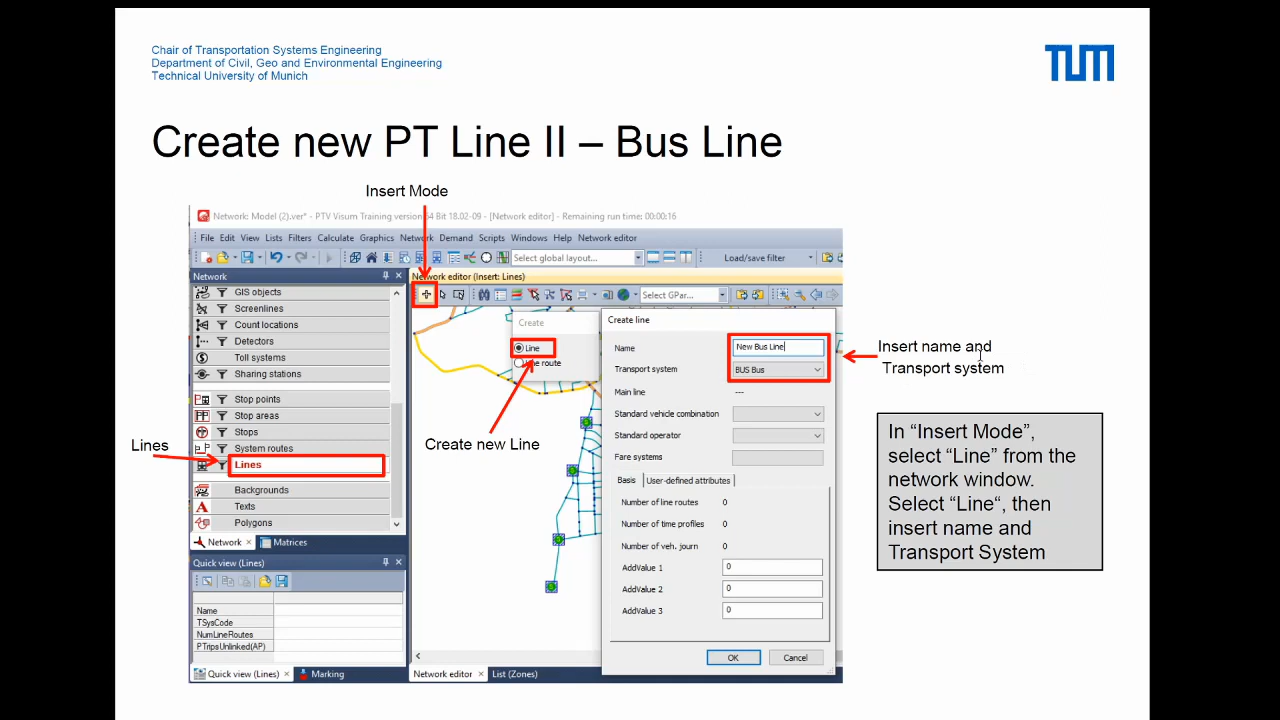 Chair of Transportation Systems Engineering
Department of Civil, Geo and Environmental Engineering
Technical University of Munich
TUM
Create new PT Line II – Bus Line
Insert Mode
Network: Model (2).ver* - PTV Visum Training version 64 Bit 18.02-09 - [Network editor] - Remaining run time: 00:00:16
File Edit View Lists Filters Calculate Graphics Network Demand Scripts Windows Help Network editor
Select global layout...
Load/save filter
Network
Network editor (Insert: Lines)
Select GPar...
GIS objects
Screenlines
Count locations
Detectors
Toll systems
Sharing stations
Stop points
Stop areas
Stops
System routes
Lines
Backgrounds
Texts
Polygons
Network
Matrices
Lines
Quick view (Lines)
Name
TSysCode
NumLineRoutes
PTripsUnlinked(AP)
Quick view (Lines)
Marking
Create
Line
Line route
Create new Line
Create line
Name
New Bus Line
Transport system
BUS Bus
Main line
---
Standard vehicle combination
Standard operator
Fare systems
Basis
User-defined attributes
Number of line routes 0
Number of time profiles 0
Number of veh. journ 0
AddValue 1 0
AddValue 2 0
AddValue 3 0
OK
Cancel
Network editor
List (Zones)
Insert name and
Transport system
In “Insert Mode”,
select “Line” from the
network window.
Select “Line“, then
insert name and
Transport System